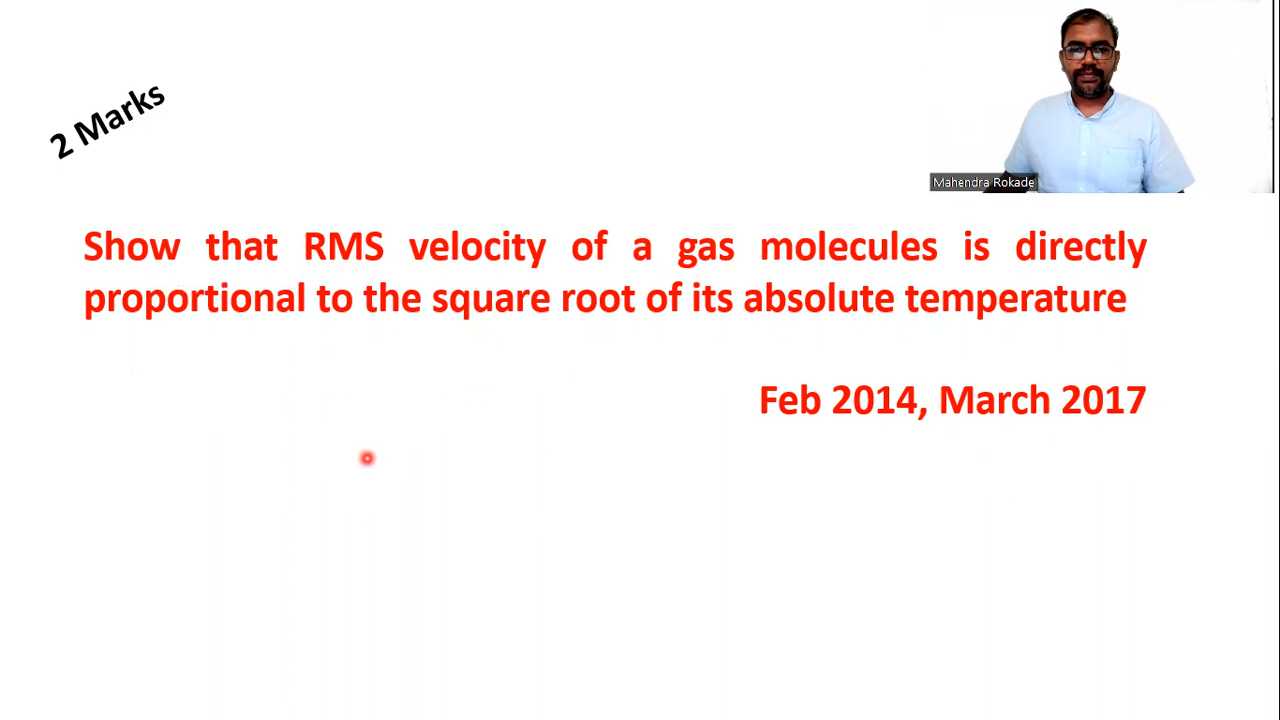 2 Marks
Mahendra Rokade
Show that RMS velocity of a gas molecules is directly
proportional to the square root of its absolute temperature
Feb 2014, March 2017